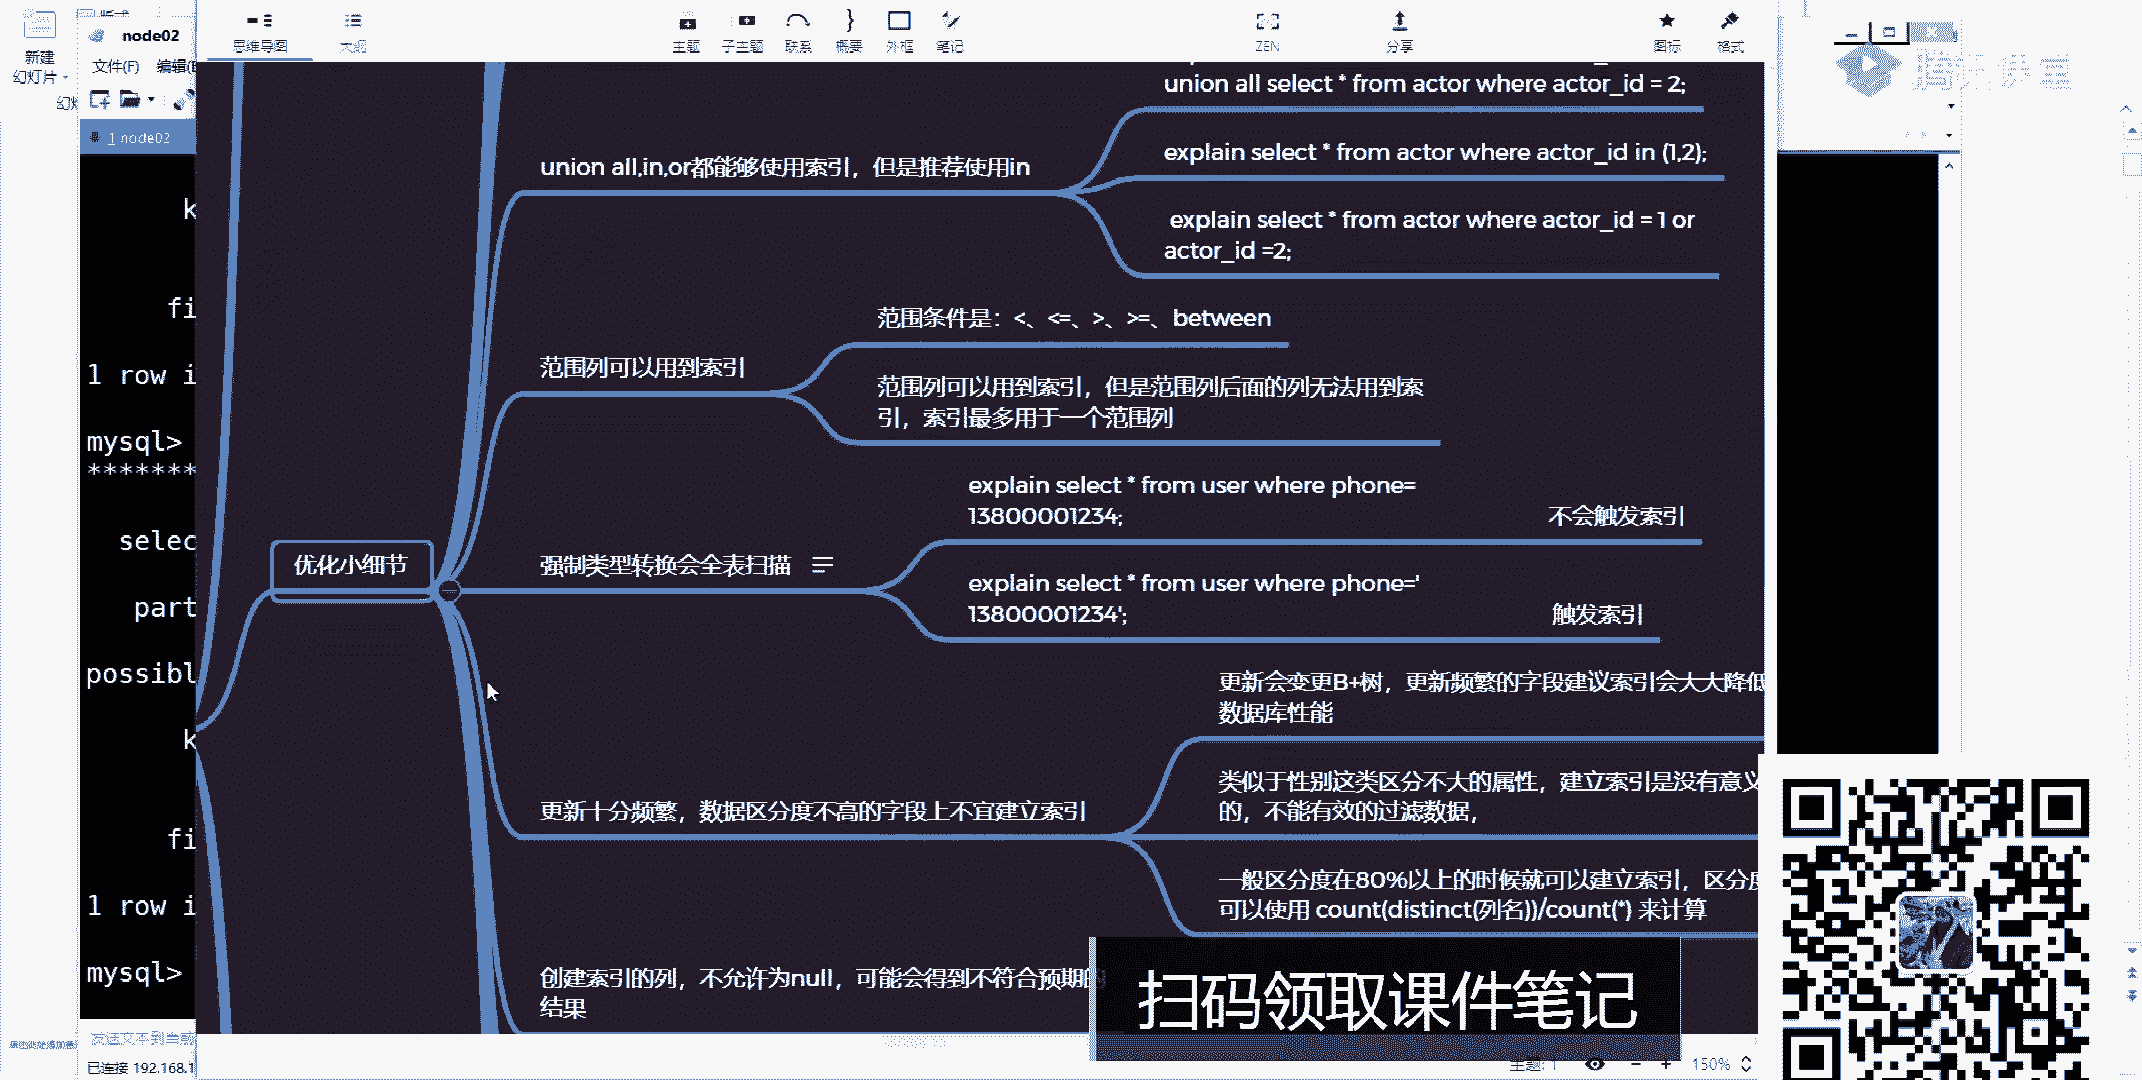 新建
幻灯片
node02
文件(F)
1 node02
思维导图
大纲
主题
子主题
联系
概要
外框
笔记
ZEN
分享
图标
格式
union all select * from actor where actor_id = 2;
union all,in,or都能够使用索引，但是推荐使用in
explain select * from actor where actor_id in (1,2);
explain select * from actor where actor_id = 1 or
actor_id =2;
范围条件是：<、<=、>、>=、between
范围列可以用到索引
范围列可以用到索引，但是范围列后面的列无法用到索
引，索引最多用于一个范围列
explain select * from user where phone=
13800001234;
不会触发索引
强制类型转换会全表扫描
explain select * from user where phone='
13800001234';
触发索引
优化小细节
更新会变更B+树，更新频繁的字段建议索引会大大降低
数据库性能
更新十分频繁，数据区分度不高的字段上不宜建立索引
类似于性别这类区分不大的属性，建立索引是没有意义
的，不能有效的过滤数据，
一般区分度在80%以上的时候就可以建立索引，区分度
可以使用 count(distinct(列名))/count(*) 来计算
创建索引的列，不允许为null，可能会得到不符合预期的
结果
k
fi
1 row i
mysql>
*******
selec
part
possibl
k
fi
1 row i
mysql>
已连接 192.168.1
扫码领取课件笔记
主题: 1
150%